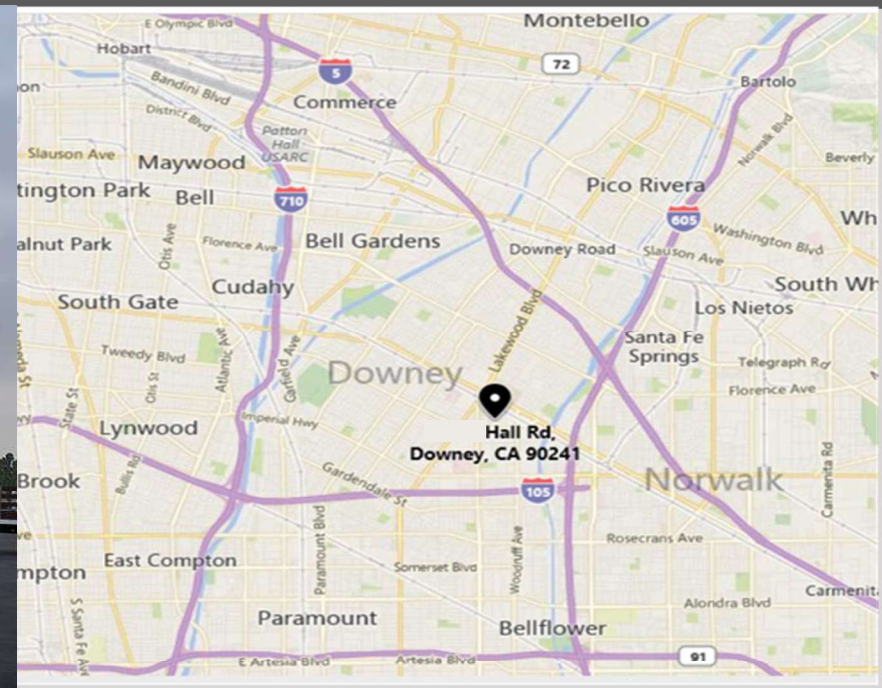 E Olympic Blvd
Montebello
Hobart
72
5
Bartolo
Bandini Blvd
Commerce
District Blvd
Patton
Hall
USARC
Norwalk Blvd
Slauson Ave
Maywood
Beverly
Pico Rivera
tington Park
Bell
710
605
Wh
alnut Park
Otis Ave
Florence Ave
Bell Gardens
Downey Road
Slauson Ave
Washington Blvd
Cudahy
South Wh
South Gate
Los Nietos
Lakewood Blvd
Santa Fe
Springs
Tweedy Blvd
Atlantic Ave
Garfield Ave
Telegraph Rd
Downey
Florence Ave
State St
Otis St
Imperial Hwy
Lynwood
Hall Rd,
Downey, CA 90241
Bullis Rd
Brook
Gardendale St
105
Norwalk
Carmenita Rd
Paramount Blvd
Woodruff Ave
Rosecrans Ave
East Compton
Somerset Blvd
mpton
Carmenit
Alondra Blvd
S Santa Fe Av
Paramount
Bellflower
91
E Artesia Blvd
Artesia Blvd